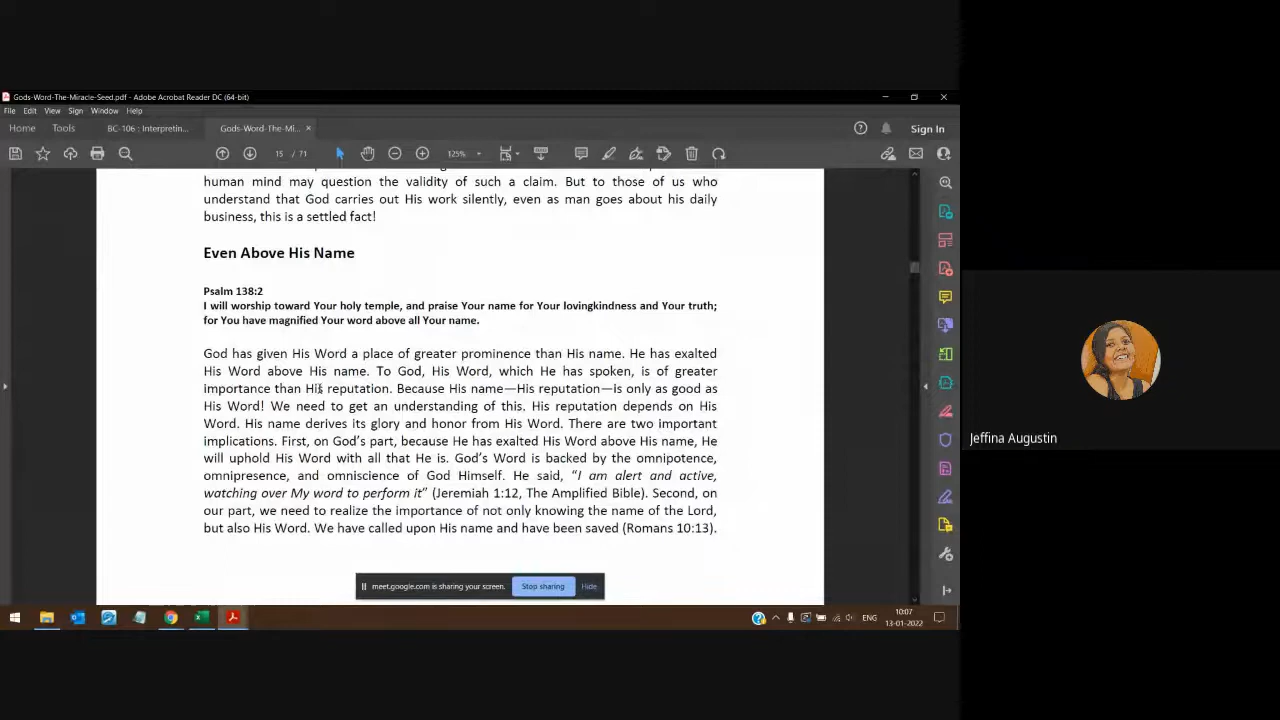 Gods-Word-The-Miracle-Seed.pdf - Adobe Acrobat Reader DC (64-bit)
File Edit View Sign Window Help
Home Tools BC-106 : Interpretin... Gods-Word-The-Mi... ×
Sign In
15 / 71 125%
human mind may question the validity of such a claim. But to those of us who
understand that God carries out His work silently, even as man goes about his daily
business, this is a settled fact!
Even Above His Name
Psalm 138:2
I will worship toward Your holy temple, and praise Your name for Your lovingkindness and Your truth;
for You have magnified Your word above all Your name.
God has given His Word a place of greater prominence than His name. He has exalted
His Word above His name. To God, His Word, which He has spoken, is of greater
importance than His reputation. Because His name—His reputation—is only as good as
His Word! We need to get an understanding of this. His reputation depends on His
Word. His name derives its glory and honor from His Word. There are two important
implications. First, on God's part, because He has exalted His Word above His name, He
will uphold His Word with all that He is. God's Word is backed by the omnipotence,
omnipresence, and omniscience of God Himself. He said, "I am alert and active,
watching over My word to perform it" (Jeremiah 1:12, The Amplified Bible). Second, on
our part, we need to realize the importance of not only knowing the name of the Lord,
but also His Word. We have called upon His name and have been saved (Romans 10:13).
meet.google.com is sharing your screen. Stop sharing Hide
Jeffina Augustin
ENG
10:07
13-01-2022